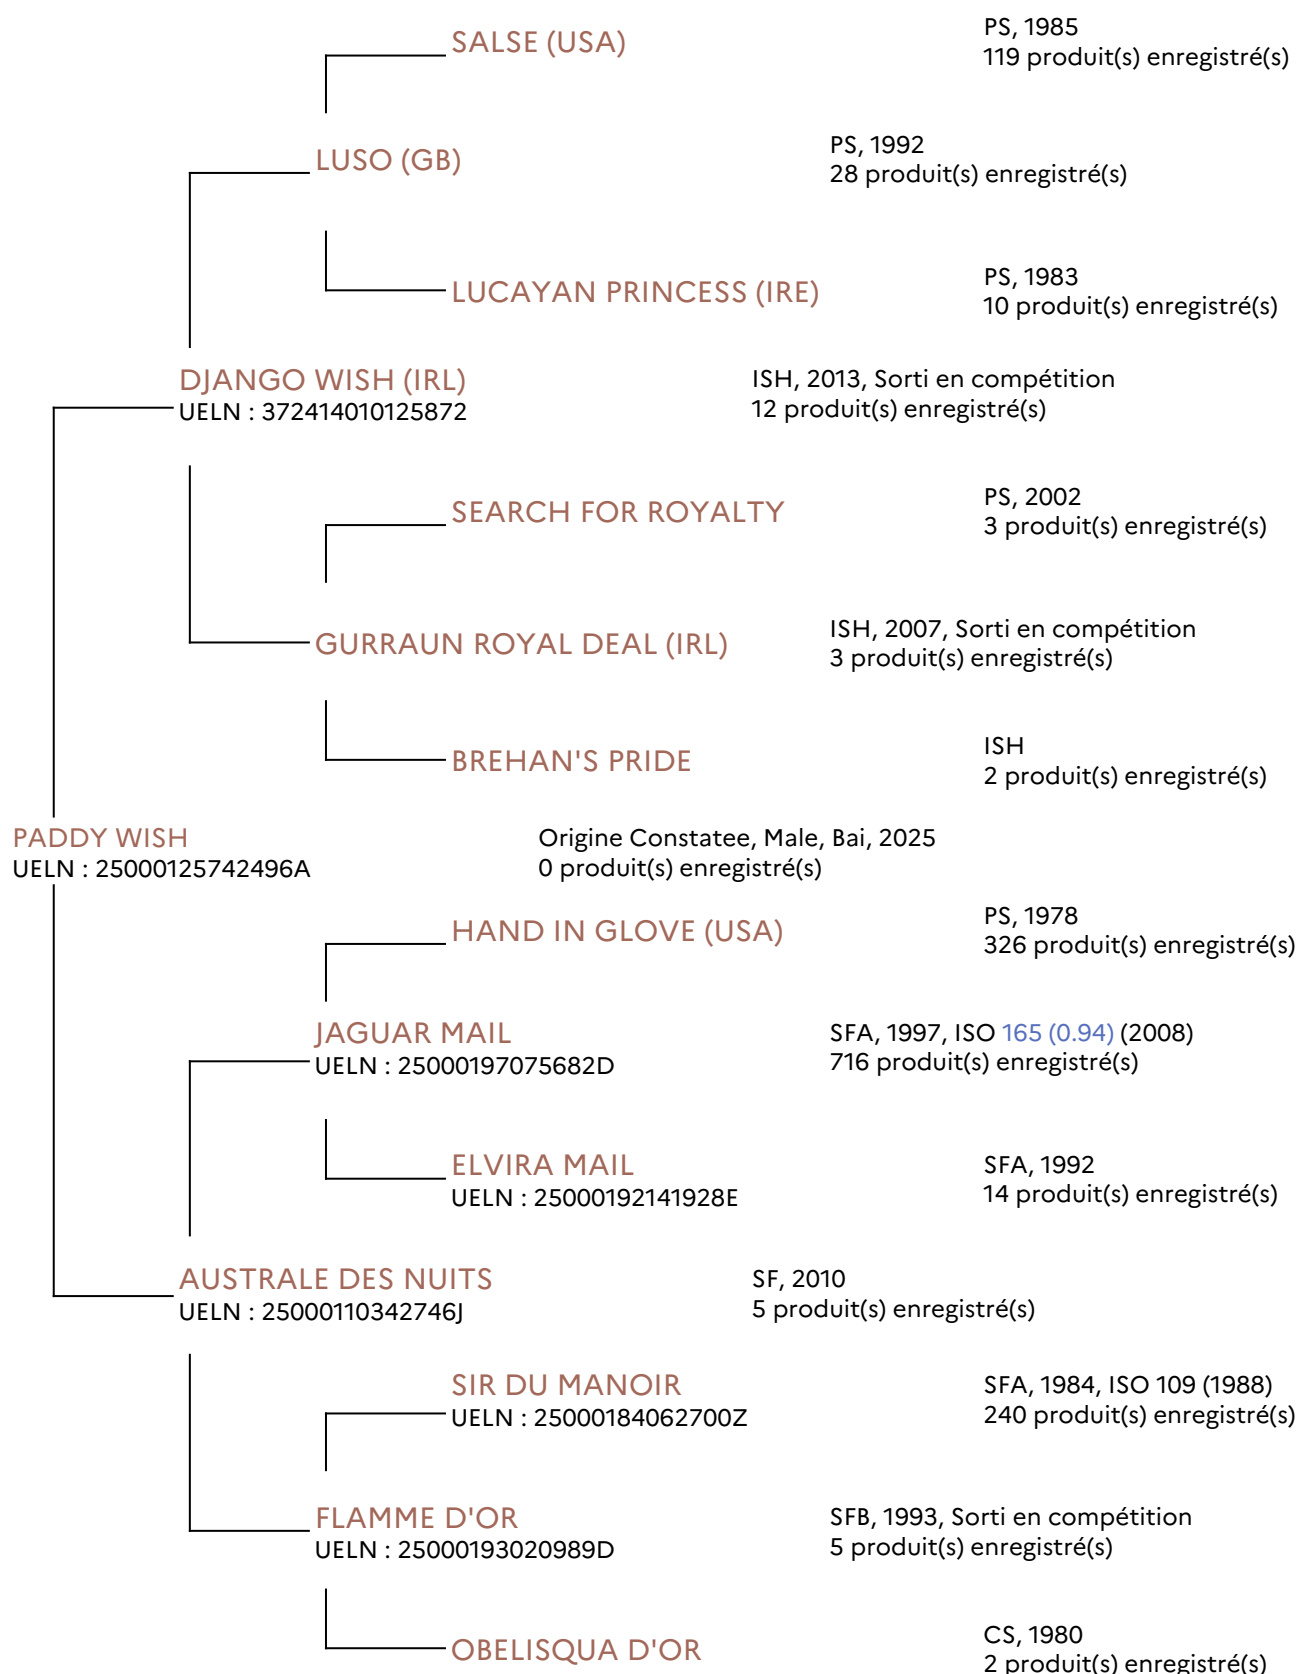 SALSE (USA)
PS, 1985
119 produit(s) enregistré(s)
LUSO (GB)
PS, 1992
28 produit(s) enregistré(s)
LUCAYAN PRINCESS (IRE)
PS, 1983
10 produit(s) enregistré(s)
DJANGO WISH (IRL)
UELN : 372414010125872
ISH, 2013, Sorti en compétition
12 produit(s) enregistré(s)
SEARCH FOR ROYALTY
PS, 2002
3 produit(s) enregistré(s)
GURRAUN ROYAL DEAL (IRL)
ISH, 2007, Sorti en compétition
3 produit(s) enregistré(s)
BREHAN'S PRIDE
ISH
2 produit(s) enregistré(s)
PADDY WISH
UELN : 25000125742496A
Origine Constatee, Male, Bai, 2025
0 produit(s) enregistré(s)
HAND IN GLOVE (USA)
PS, 1978
326 produit(s) enregistré(s)
JAGUAR MAIL
UELN : 25000197075682D
SFA, 1997, ISO 165 (0.94) (2008)
716 produit(s) enregistré(s)
ELVIRA MAIL
UELN : 25000192141928E
SFA, 1992
14 produit(s) enregistré(s)
AUSTRALE DES NUITS
UELN : 25000110342746J
SF, 2010
5 produit(s) enregistré(s)
SIR DU MANOIR
UELN : 25000184062700Z
SFA, 1984, ISO 109 (1988)
240 produit(s) enregistré(s)
FLAMME D'OR
UELN : 25000193020989D
SFB, 1993, Sorti en compétition
5 produit(s) enregistré(s)
OBELISQUA D'OR
CS, 1980
2 produit(s) enregistré(s)